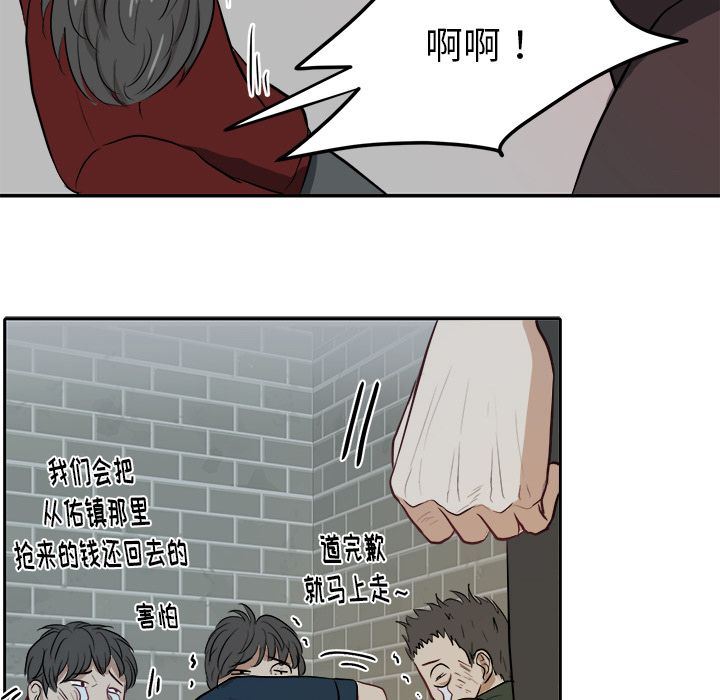 啊啊！
我们会把
从佑镇那里
抢来的钱还回去的
害怕
道完歉
就马上走~